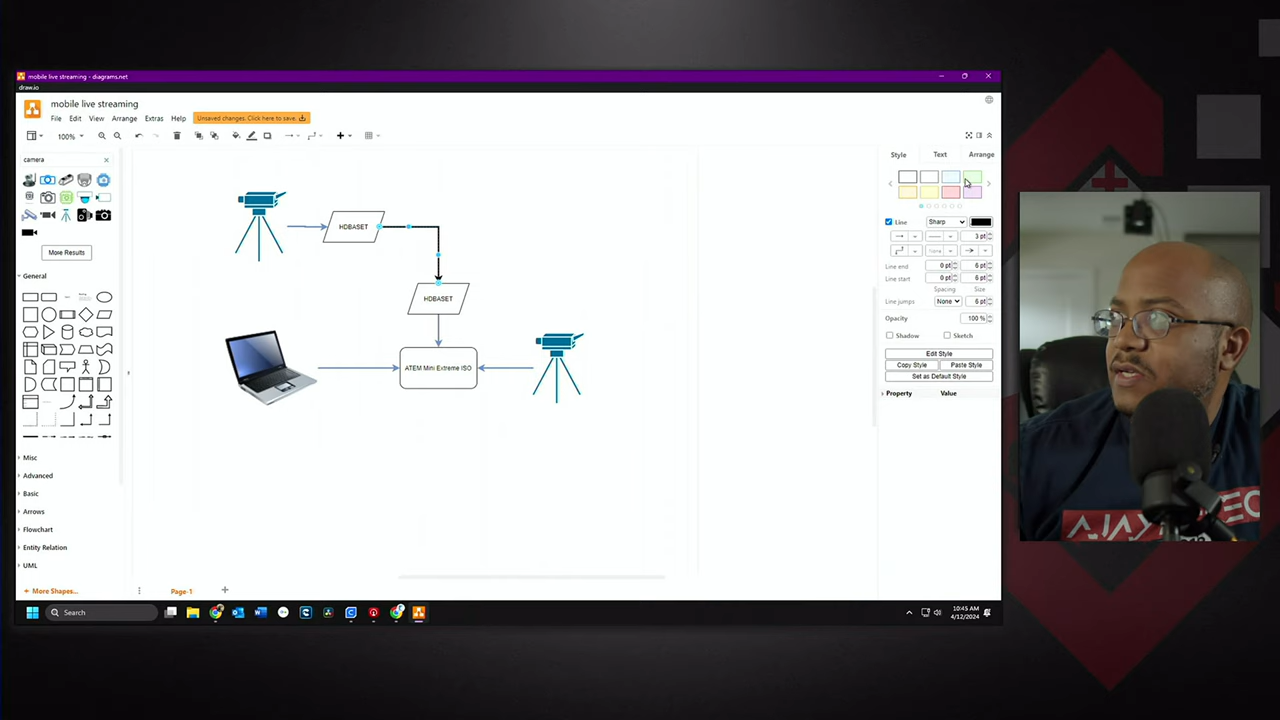 mobile live streaming - diagrams.net
draw.io
mobile live streaming
File Edit View Arrange Extras Help
Unsaved changes. Click here to save.
100%
camera
More Results
General
Misc
Advanced
Basic
Arrows
Flowchart
Entity Relation
UML
+ More Shapes...
HDBASET
HDBASET
ATEM Mini Extreme ISO
Style Text Arrange
Line Sharp
3 pt
Line end 0 pt 6 pt
Line start 0 pt 6 pt
Spacing Size
Line jumps None 6 pt
Opacity 100 %
Shadow Sketch
Edit Style
Copy Style Paste Style
Set as Default Style
Property Value
Page-1
Search
10:45 AM
4/12/2024